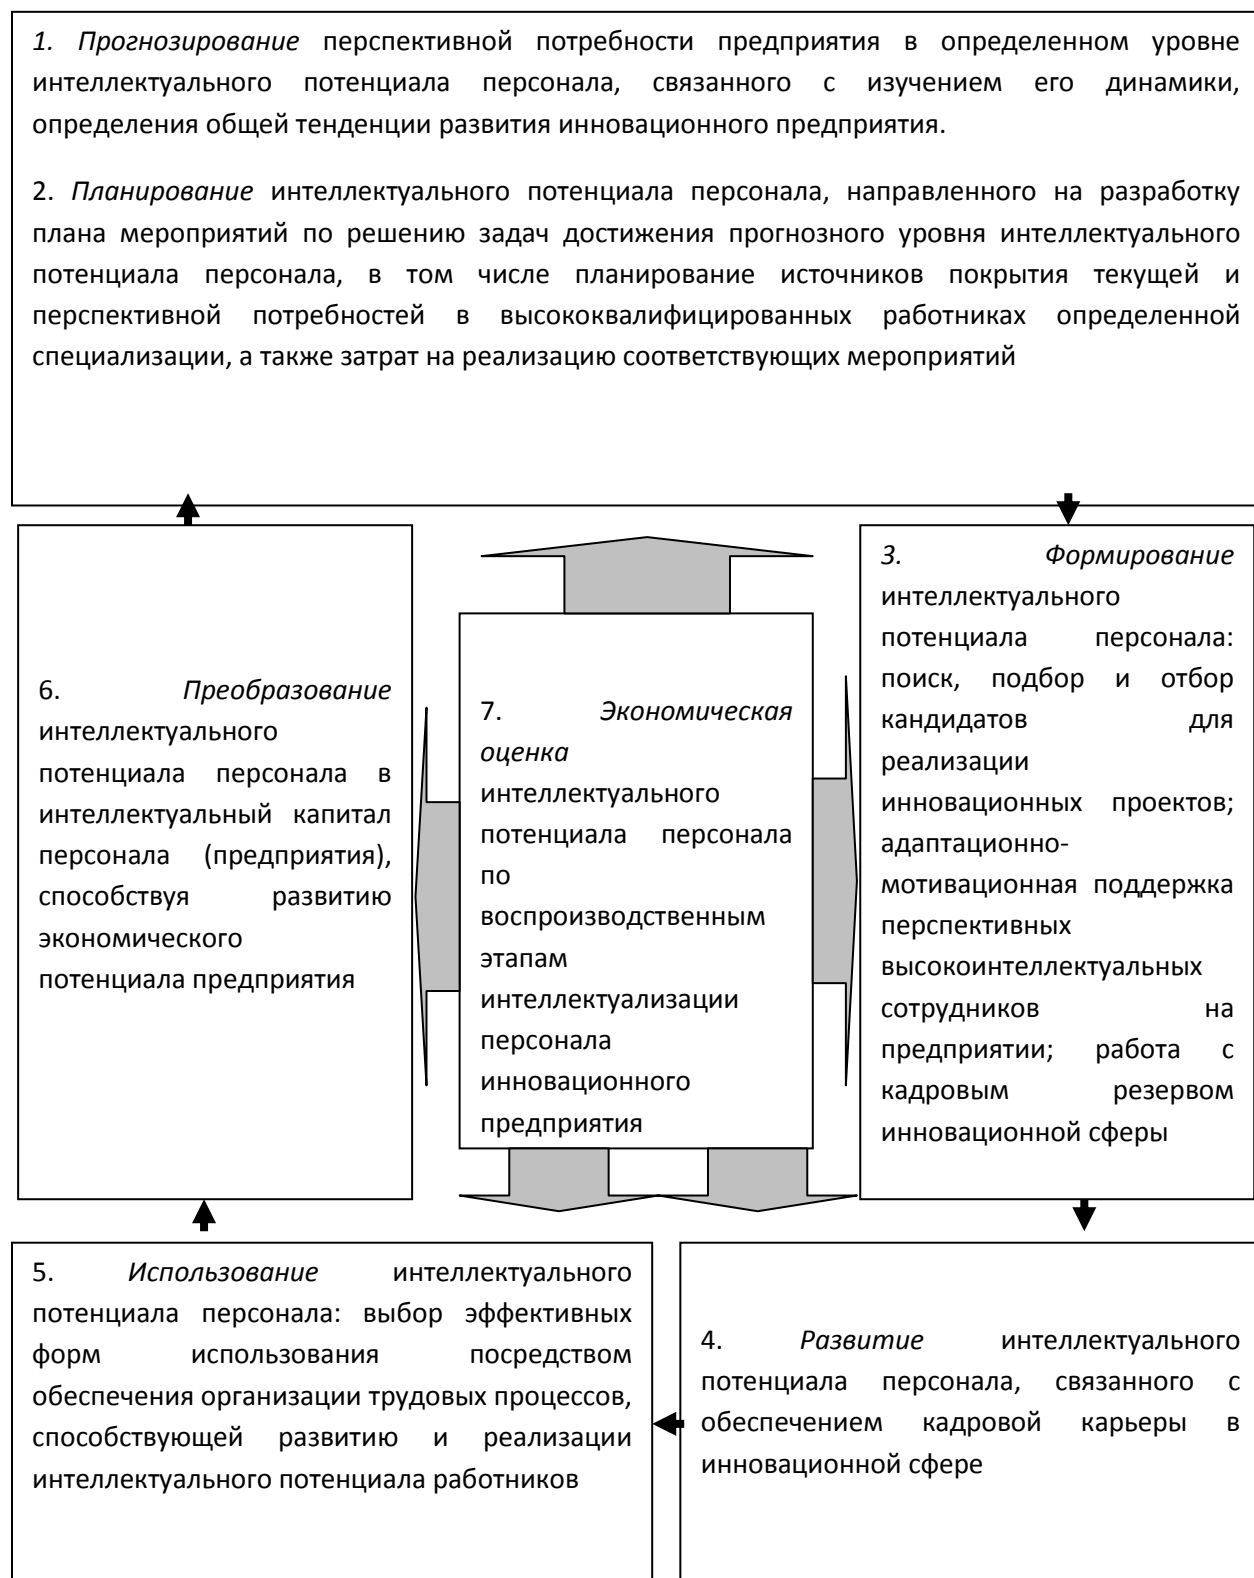 1. Прогнозирование перспективной потребности предприятия в определенном уровне
интеллектуального потенциала персонала, связанного с изучением его динамики,
определения общей тенденции развития инновационного предприятия.
2. Планирование интеллектуального потенциала персонала, направленного на разработку
плана мероприятий по решению задач достижения прогнозного уровня интеллектуального
потенциала персонала, в том числе планирование источников покрытия текущей и
перспективной потребностей в высококвалифицированных работниках определенной
специализации, а также затрат на реализацию соответствующих мероприятий
3. Формирование
интеллектуального
потенциала персонала:
поиск, подбор и отбор
кандидатов для
реализации
инновационных проектов;
адаптационно-
мотивационная поддержка
перспективных
высокоинтеллектуальных
сотрудников на
предприятии; работа с
кадровым резервом
инновационной сферы
6. Преобразование
интеллектуального
потенциала персонала в
интеллектуальный капитал
персонала (предприятия),
способствуя развитию
экономического
потенциала предприятия
7. Экономическая
оценка
интеллектуального
потенциала персонала
по
воспроизводственным
этапам
интеллектуализации
персонала
инновационного
предприятия
5. Использование интеллектуального
потенциала персонала: выбор эффективных
форм использования посредством
обеспечения организации трудовых процессов,
способствующей развитию и реализации
интеллектуального потенциала работников
4. Развитие интеллектуального
потенциала персонала, связанного с
обеспечением кадровой карьеры в
инновационной сфере